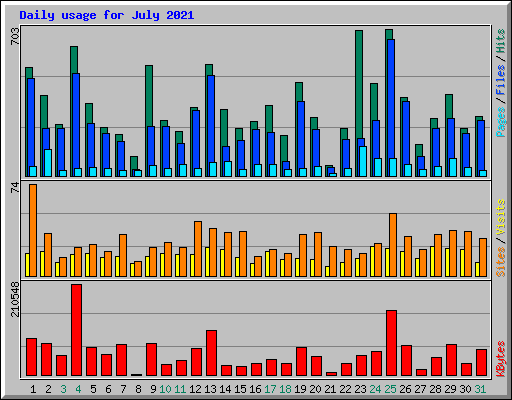 Daily usage for July 2021
703
74
210548
Pages / Files / Hits
Sites / Visits
KBytes
1 2 3 4 5 6 7 8 9 10 11 12 13 14 15 16 17 18 19 20 21 22 23 24 25 26 27 28 29 30 31